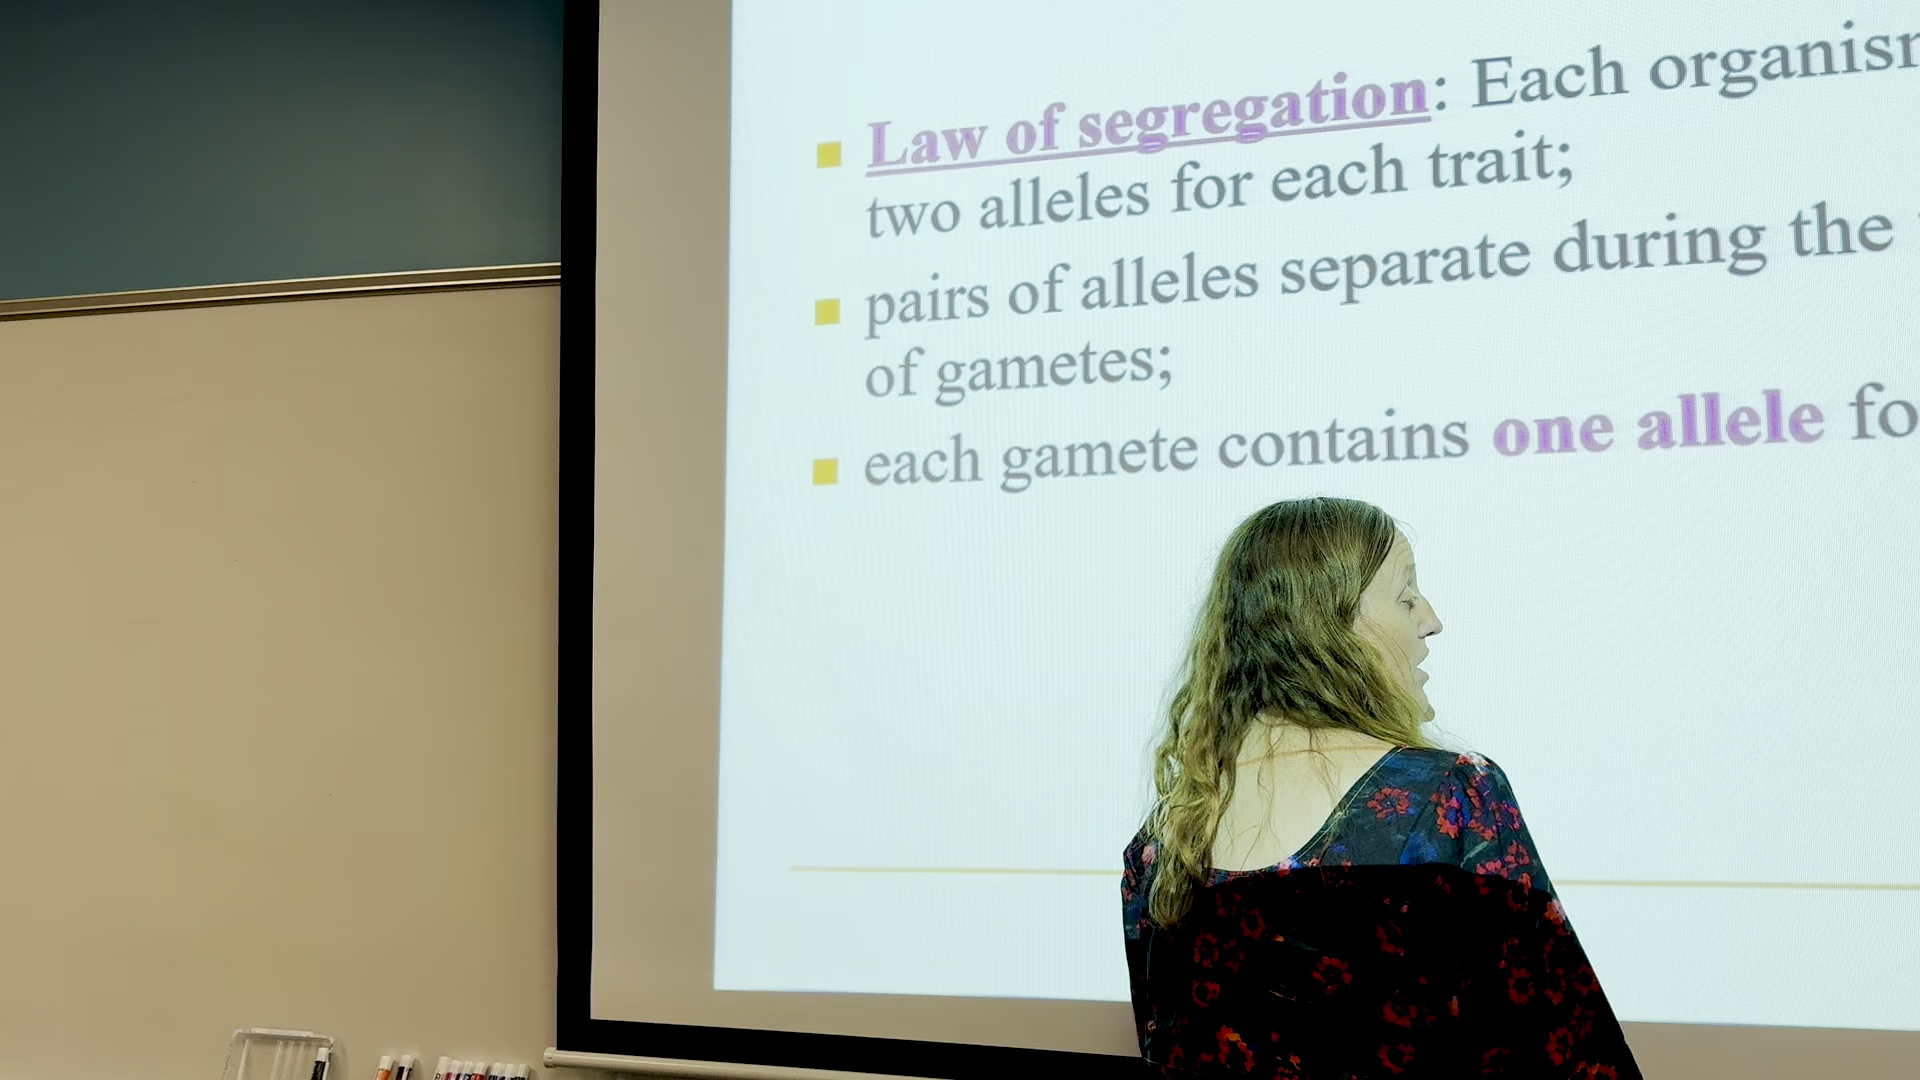 Law of segregation: Each organism
two alleles for each trait;
pairs of alleles separate during the
of gametes;
each gamete contains one allele fo